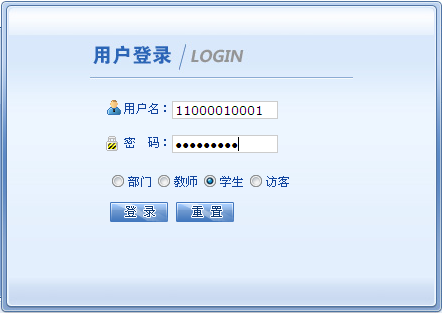 用户登录 / LOGIN
用户名：11000010001
密 码：•••••••••
部门 教师 学生 访客
登 录 重 置